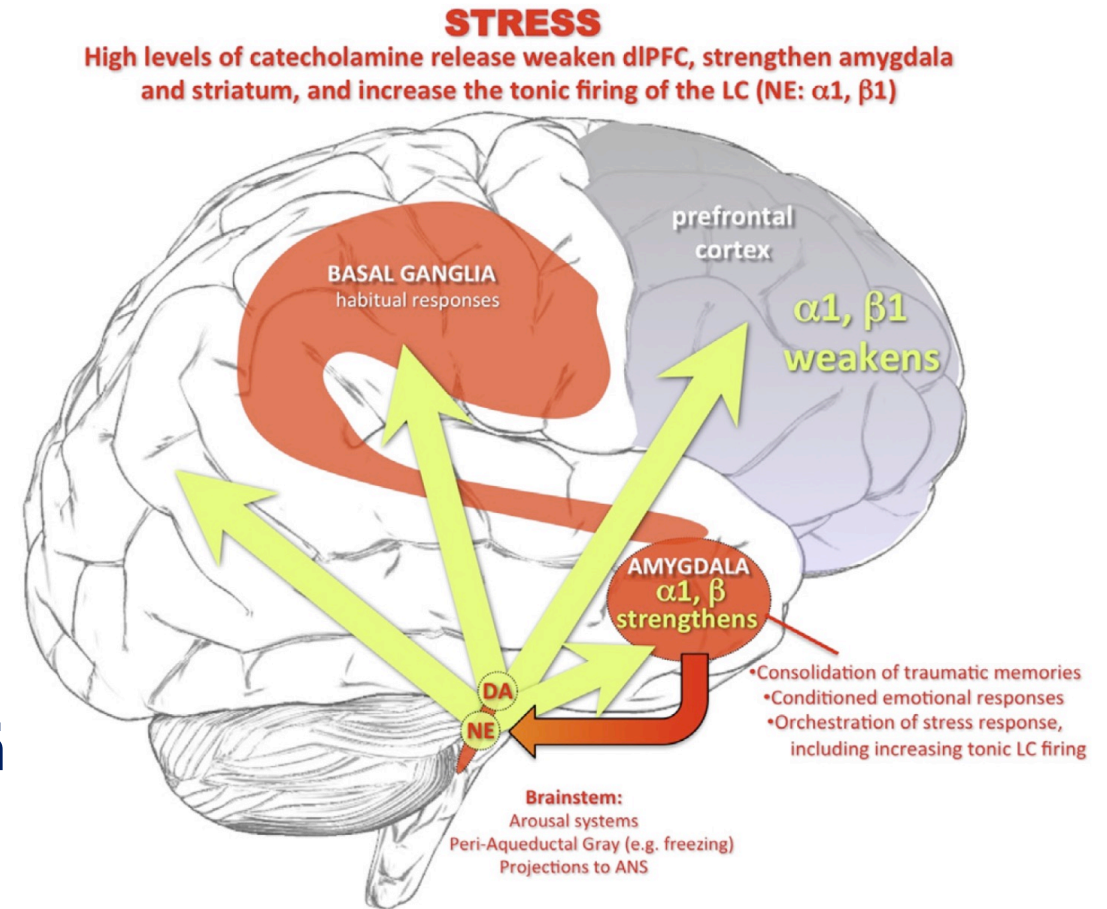 STRESS
High levels of catecholamine release weaken dlPFC, strengthen amygdala
and striatum, and increase the tonic firing of the LC (NE: α1, β1)
prefrontal
cortex
BASAL GANGLIA
habitual responses
α1, β1
weakens
AMYGDALA
α1, β
strengthens
•Consolidation of traumatic memories
•Conditioned emotional responses
•Orchestration of stress response,
including increasing tonic LC firing
DA
NE
Brainstem:
Arousal systems
Peri-Aqueductal Gray (e.g. freezing)
Projections to ANS